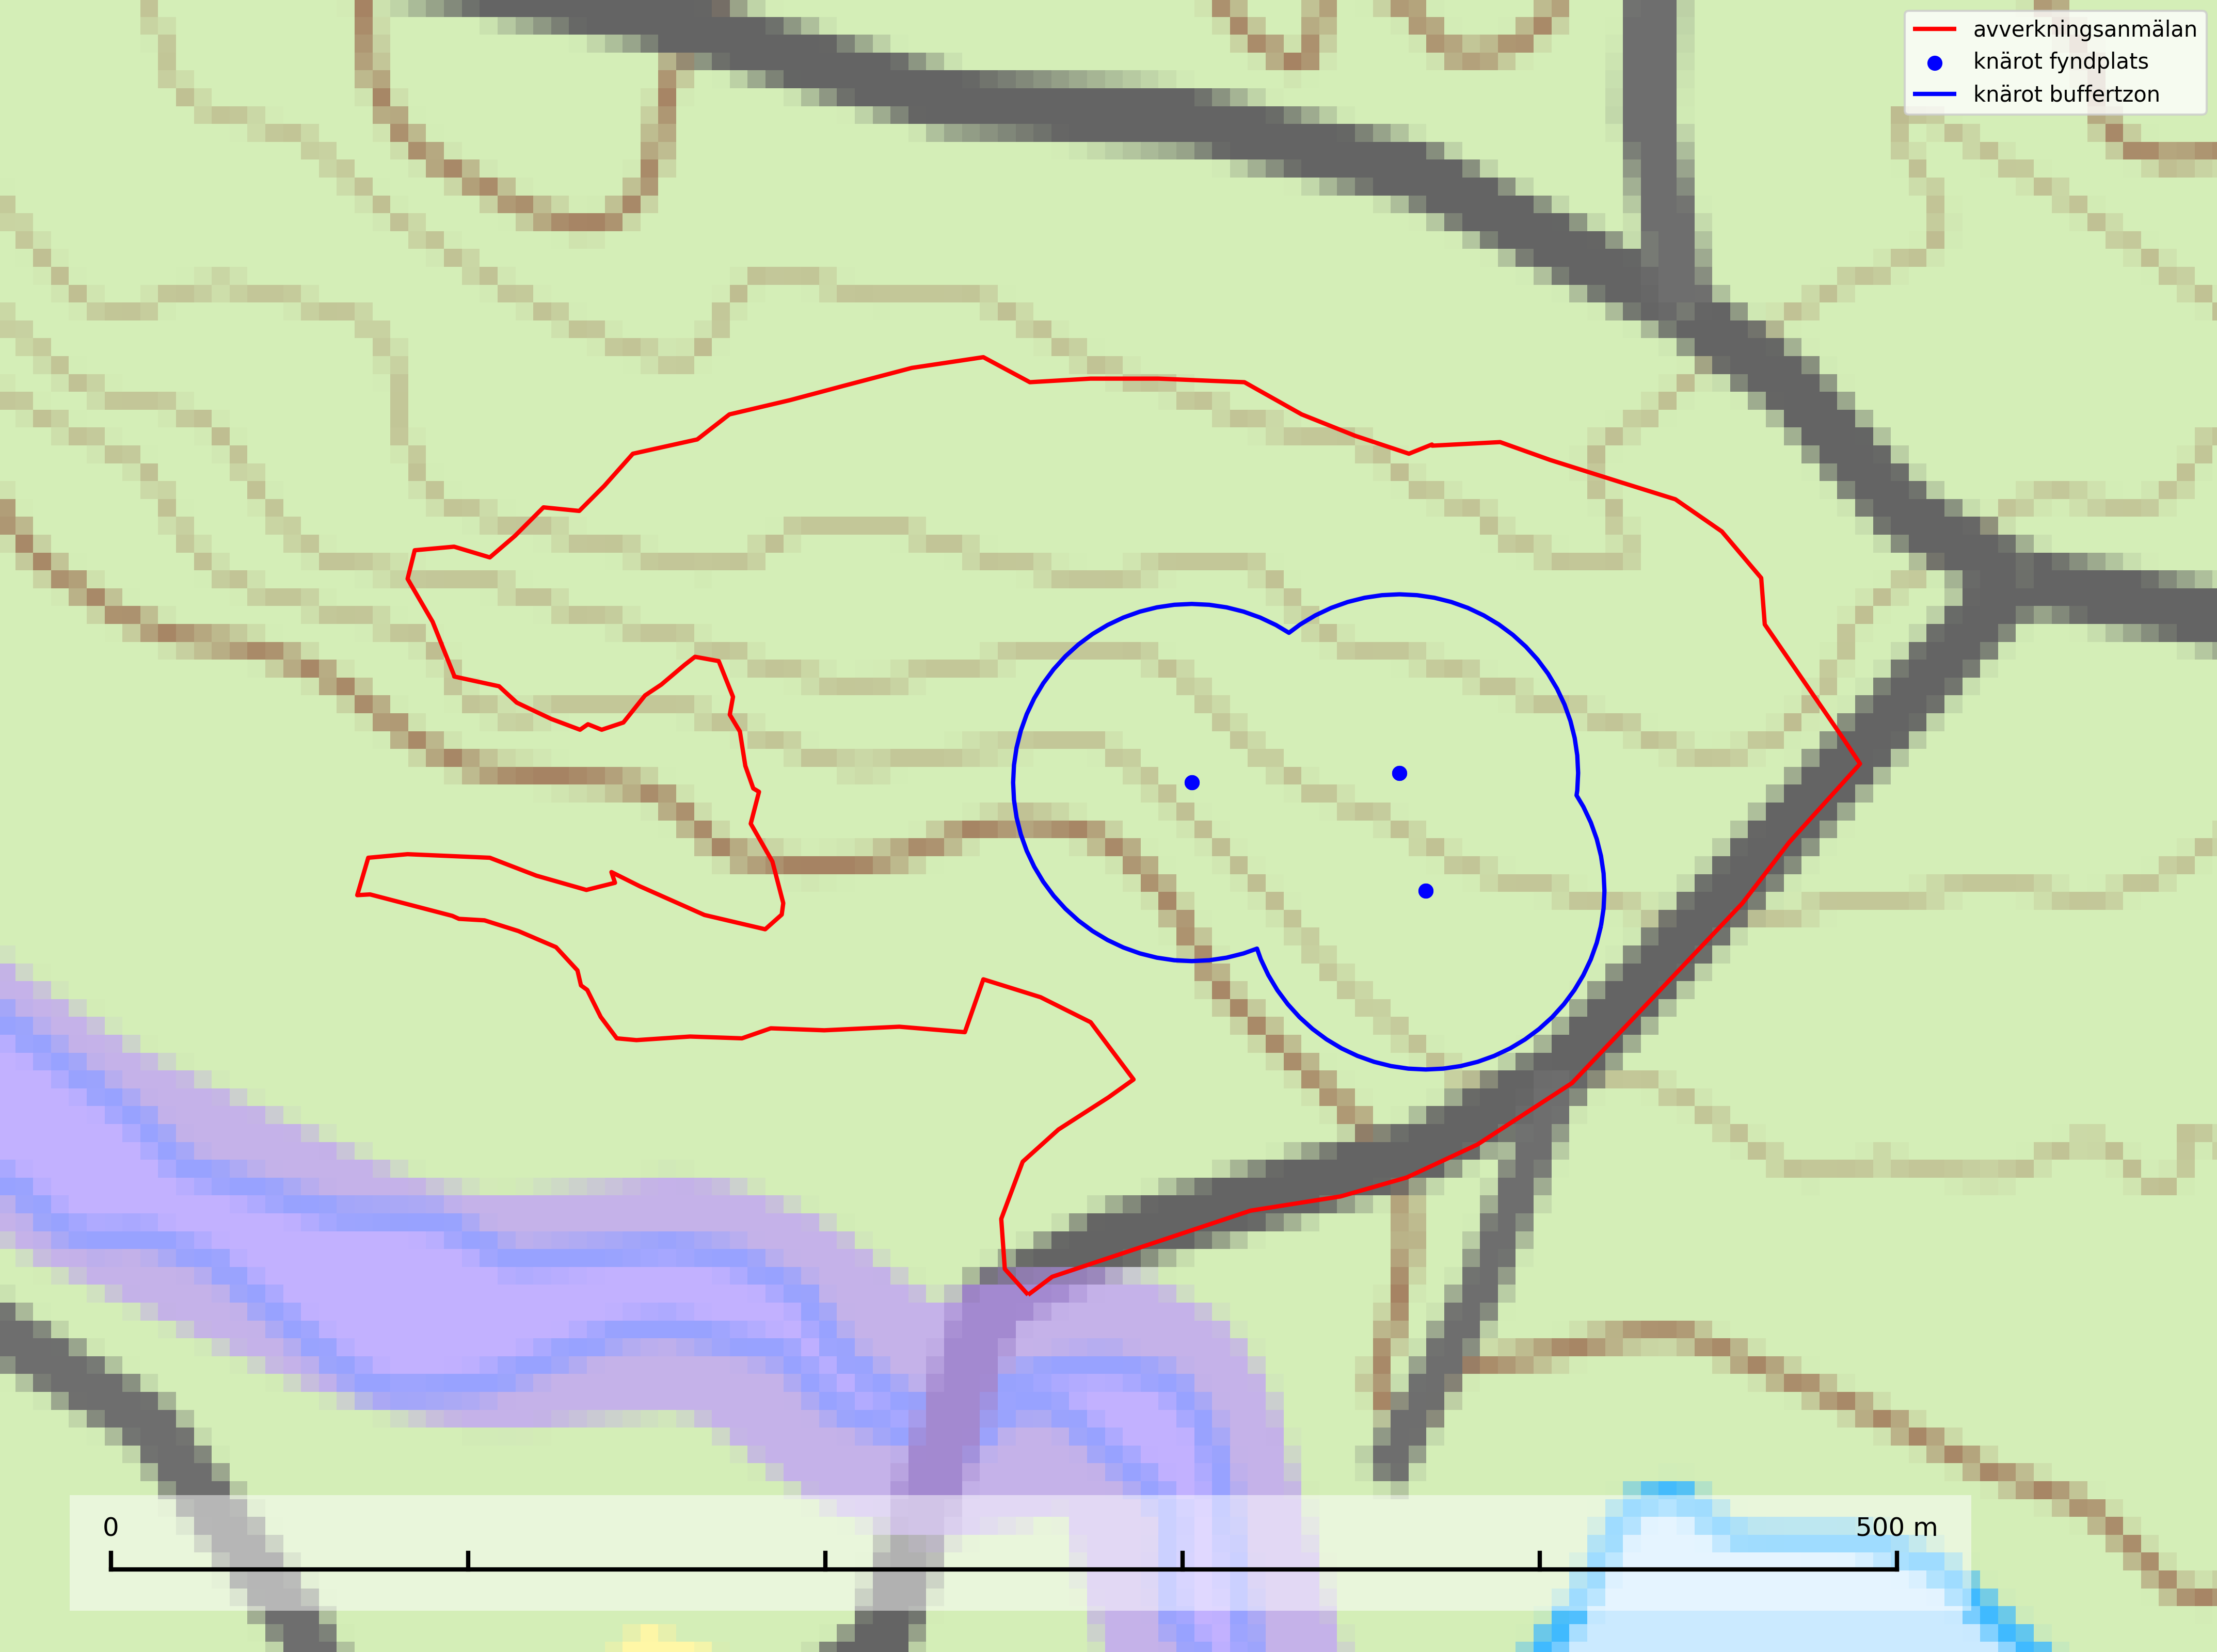 avverkningsanmälan
knärot fyndplats
knärot buffertzon
0
500 m